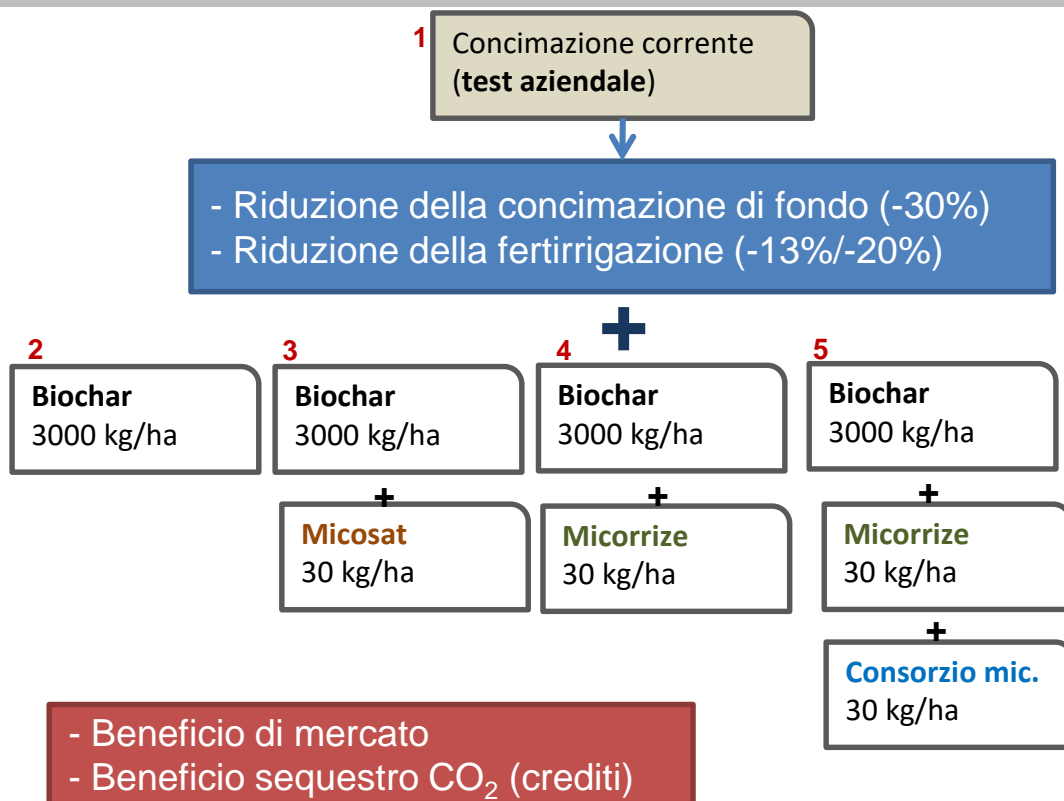 1
Concimazione corrente
(test aziendale)
- Riduzione della concimazione di fondo (-30%)
- Riduzione della fertirrigazione (-13%/-20%)
+
2
Biochar
3000 kg/ha
3
Biochar
3000 kg/ha
+
Micosat
30 kg/ha
4
Biochar
3000 kg/ha
+
Micorrize
30 kg/ha
5
Biochar
3000 kg/ha
+
Micorrize
30 kg/ha
+
Consorzio mic.
30 kg/ha
- Beneficio di mercato
- Beneficio sequestro CO₂ (crediti)